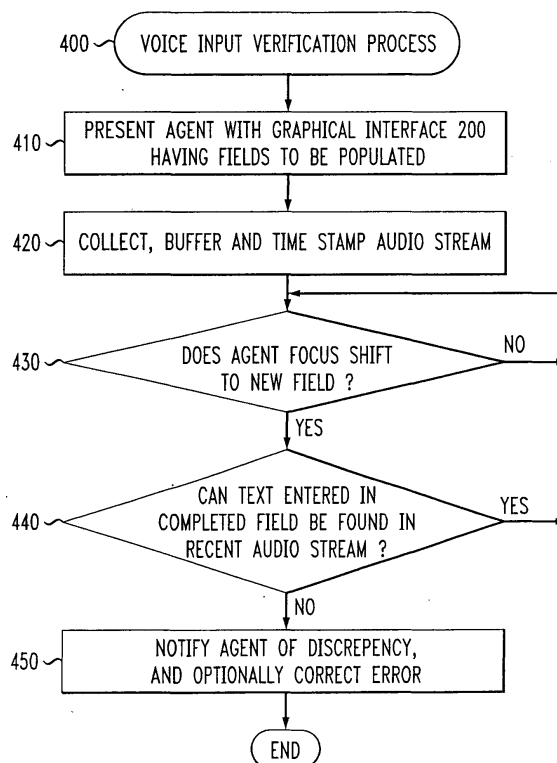 400 VOICE INPUT VERIFICATION PROCESS
410 PRESENT AGENT WITH GRAPHICAL INTERFACE 200
HAVING FIELDS TO BE POPULATED
420 COLLECT, BUFFER AND TIME STAMP AUDIO STREAM
430 DOES AGENT FOCUS SHIFT
TO NEW FIELD ?
NO
YES
440 CAN TEXT ENTERED IN
COMPLETED FIELD BE FOUND IN
RECENT AUDIO STREAM ?
YES
NO
450 NOTIFY AGENT OF DISCREPENCY,
AND OPTIONALLY CORRECT ERROR
END